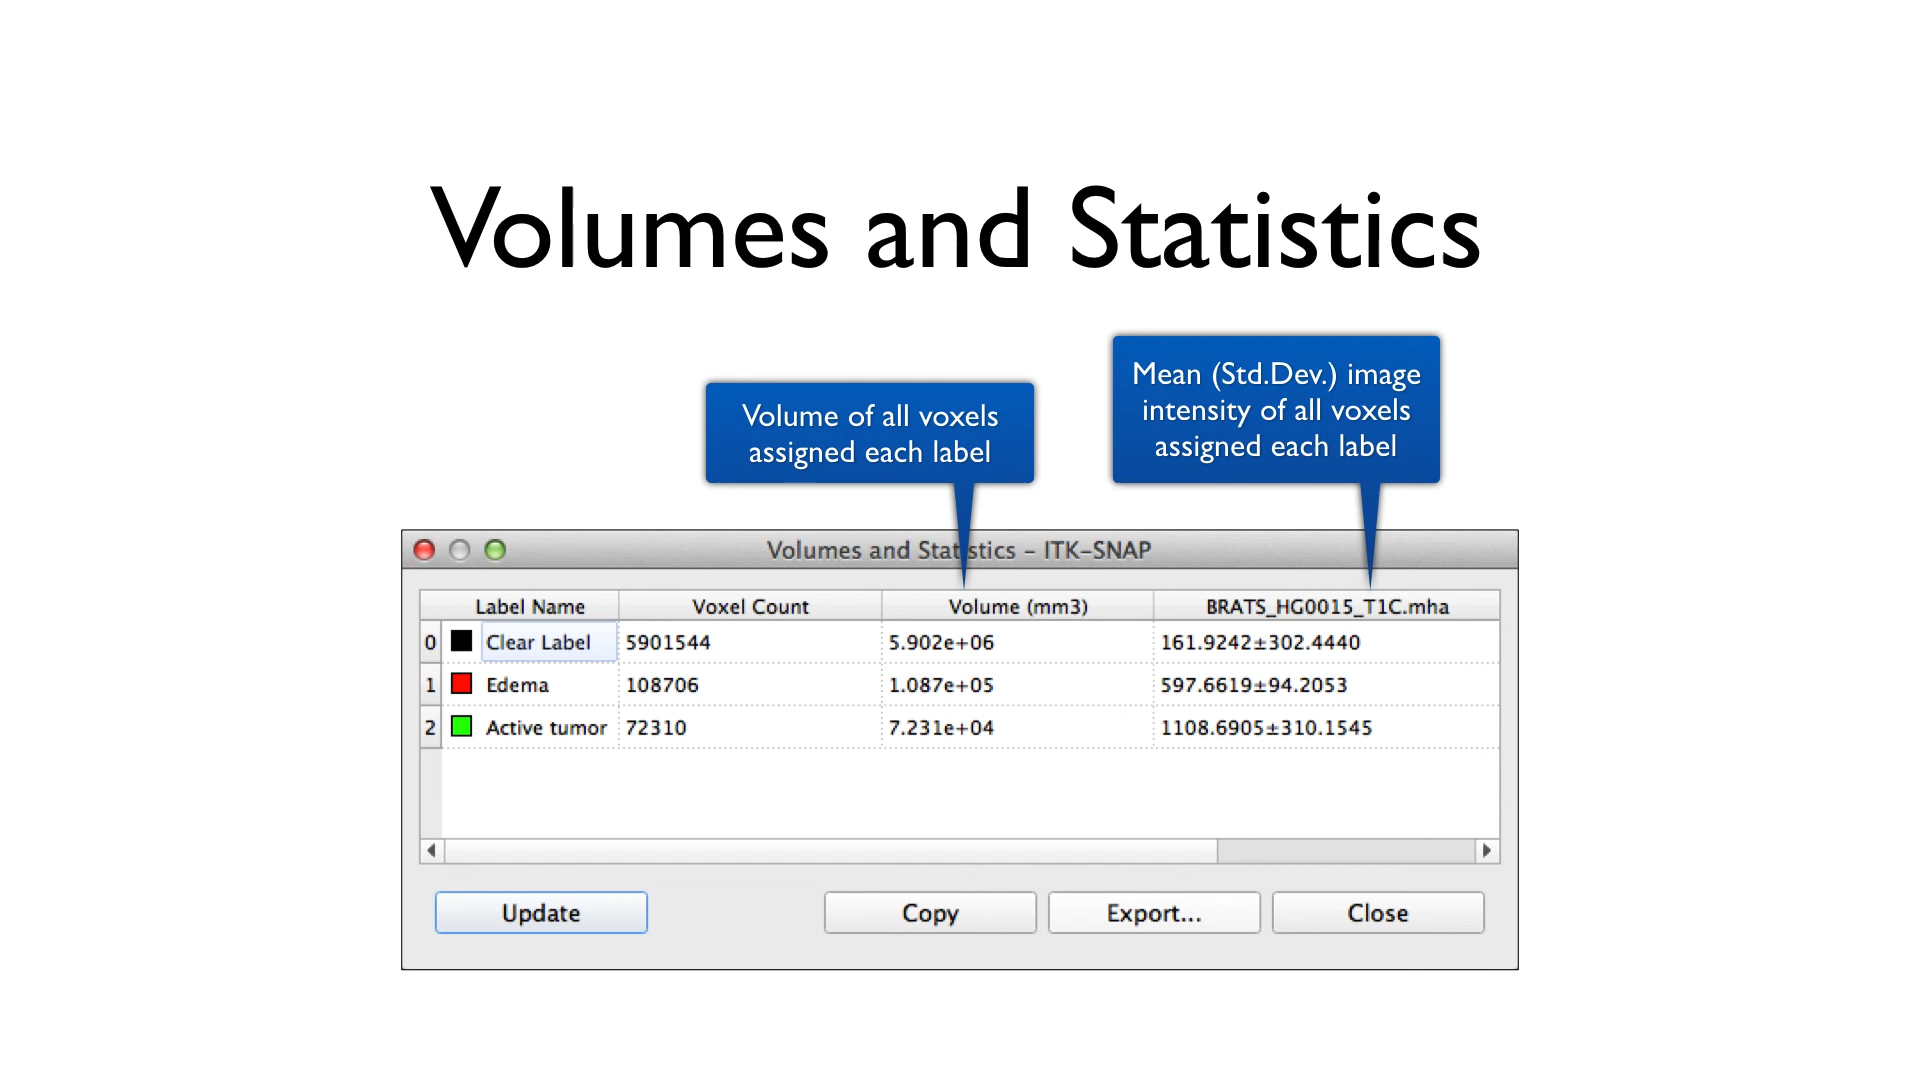 Volumes and Statistics
Volume of all voxels
assigned each label
Mean (Std.Dev.) image
intensity of all voxels
assigned each label
Volumes and Statistics – ITK-SNAP
Label Name Voxel Count Volume (mm3) BRATS_HG0015_T1C.mha
0 Clear Label 5901544 5.902e+06 161.9242±302.4440
1 Edema 108706 1.087e+05 597.6619±94.2053
2 Active tumor 72310 7.231e+04 1108.6905±310.1545
Update Copy Export... Close